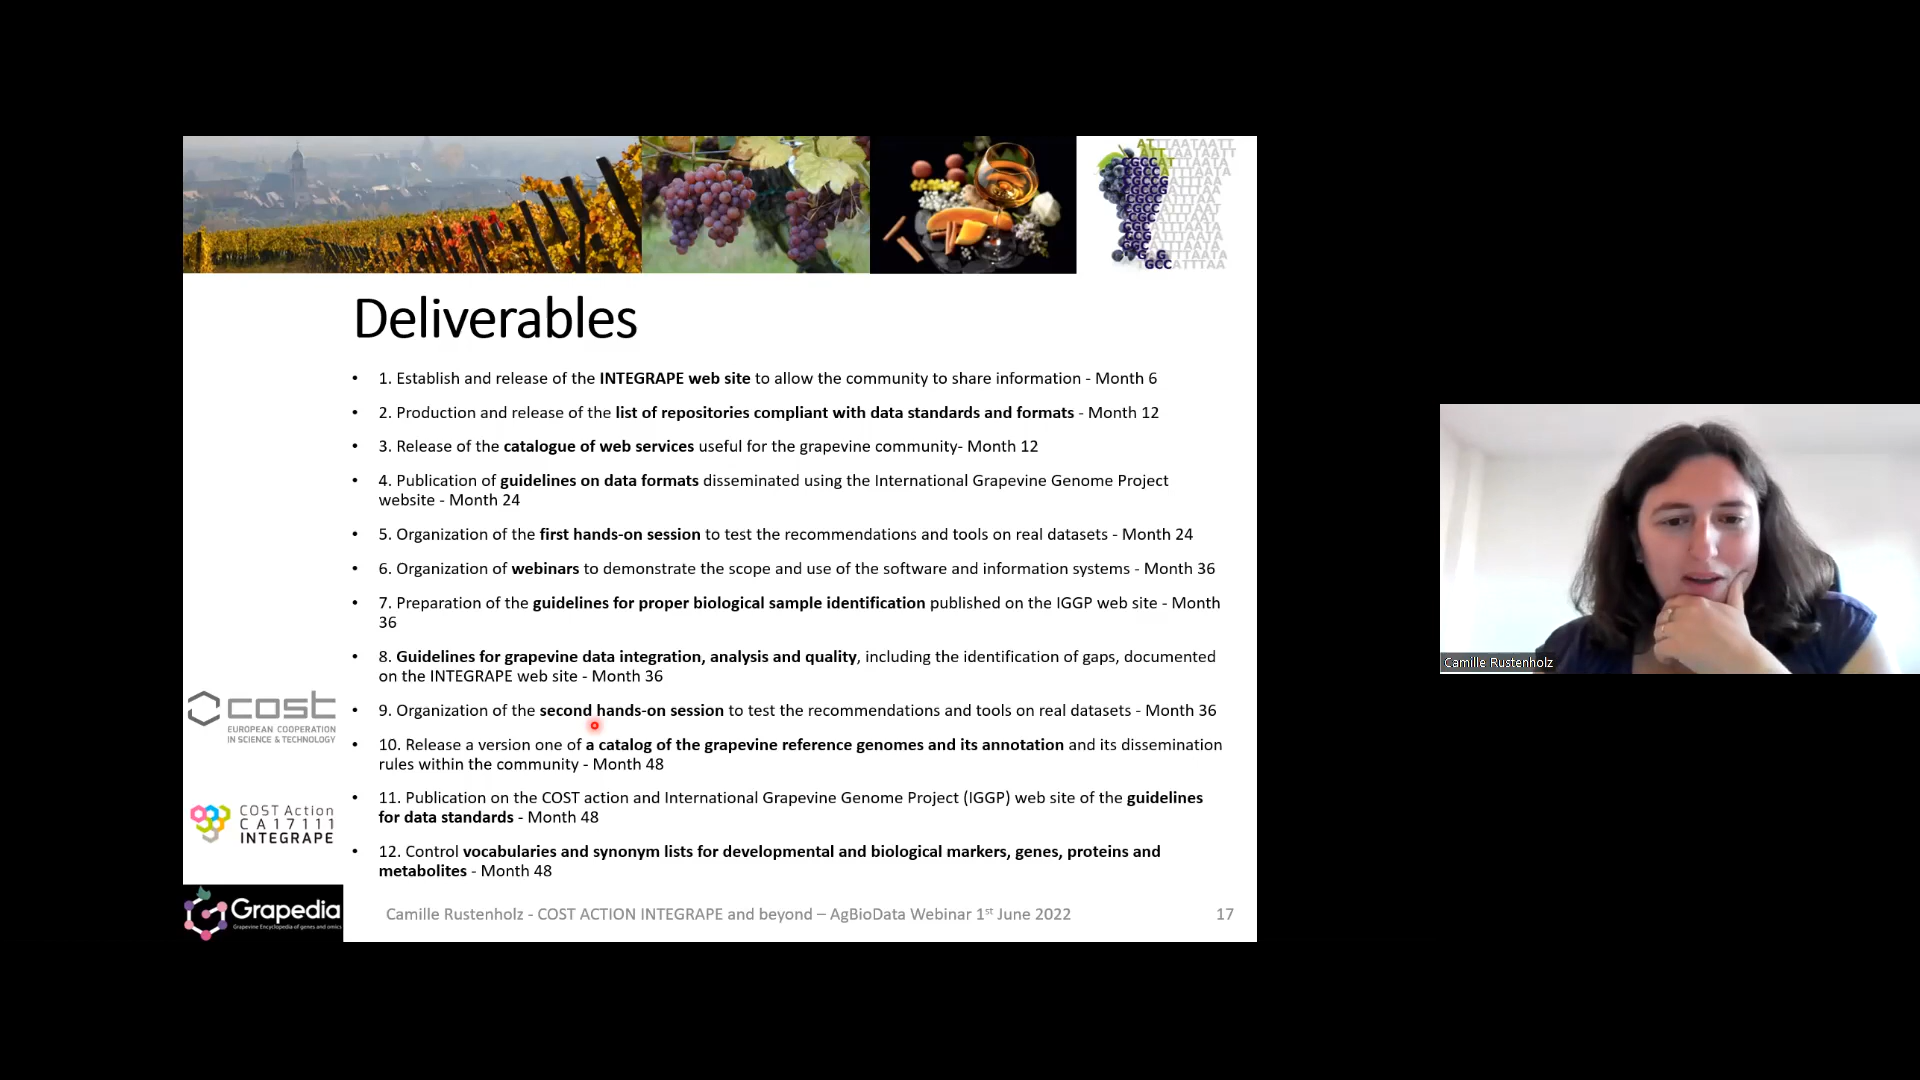 ATTTAATAATT
ATTTAATAATT
CGCCATTTAATA
Deliverables
• 1. Establish and release of the INTEGRAPE web site to allow the community to share information - Month 6
• 2. Production and release of the list of repositories compliant with data standards and formats - Month 12
• 3. Release of the catalogue of web services useful for the grapevine community- Month 12
• 4. Publication of guidelines on data formats disseminated using the International Grapevine Genome Project
website - Month 24
• 5. Organization of the first hands-on session to test the recommendations and tools on real datasets - Month 24
• 6. Organization of webinars to demonstrate the scope and use of the software and information systems - Month 36
• 7. Preparation of the guidelines for proper biological sample identification published on the IGGP web site - Month
36
• 8. Guidelines for grapevine data integration, analysis and quality, including the identification of gaps, documented
on the INTEGRAPE web site - Month 36
• 9. Organization of the second hands-on session to test the recommendations and tools on real datasets - Month 36
• 10. Release a version one of a catalog of the grapevine reference genomes and its annotation and its dissemination
rules within the community - Month 48
• 11. Publication on the COST action and International Grapevine Genome Project (IGGP) web site of the guidelines
for data standards - Month 48
• 12. Control vocabularies and synonym lists for developmental and biological markers, genes, proteins and
metabolites - Month 48
cost
EUROPEAN COOPERATION
IN SCIENCE & TECHNOLOGY
COST Action
CA17111
INTEGRAPE
Grapedia
Grapevine Encyclopedia of genes and omics
Camille Rustenholz - COST ACTION INTEGRAPE and beyond – AgBioData Webinar 1st June 2022
17
Camille Rustenholz